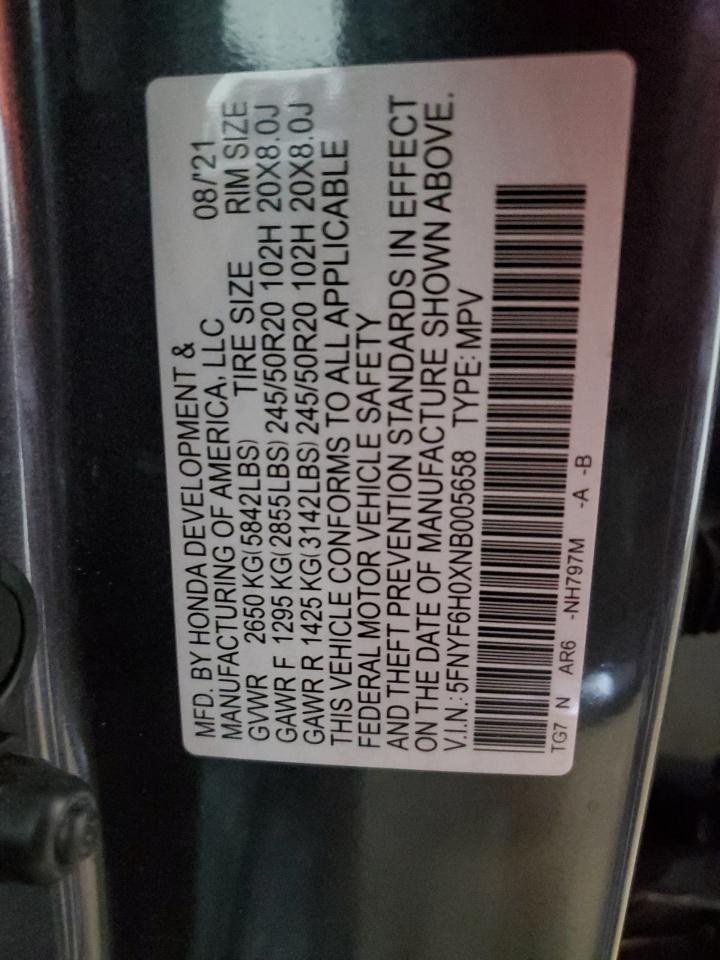 MFD. BY HONDA DEVELOPMENT &
MANUFACTURING OF AMERICA, LLC 08/'21
GVWR 2650 KG(5842LBS) TIRE SIZE RIM SIZE
GAWR F 1295 KG(2855LBS) 245/50R20 102H 20X8.0J
GAWR R 1425 KG(3142LBS) 245/50R20 102H 20X8.0J
THIS VEHICLE CONFORMS TO ALL APPLICABLE
FEDERAL MOTOR VEHICLE SAFETY
AND THEFT PREVENTION STANDARDS IN EFFECT
ON THE DATE OF MANUFACTURE SHOWN ABOVE.
V.I.N.: 5FNYF6H0XNB005658 TYPE: MPV
TG7 N AR6 -NH797M -A -B